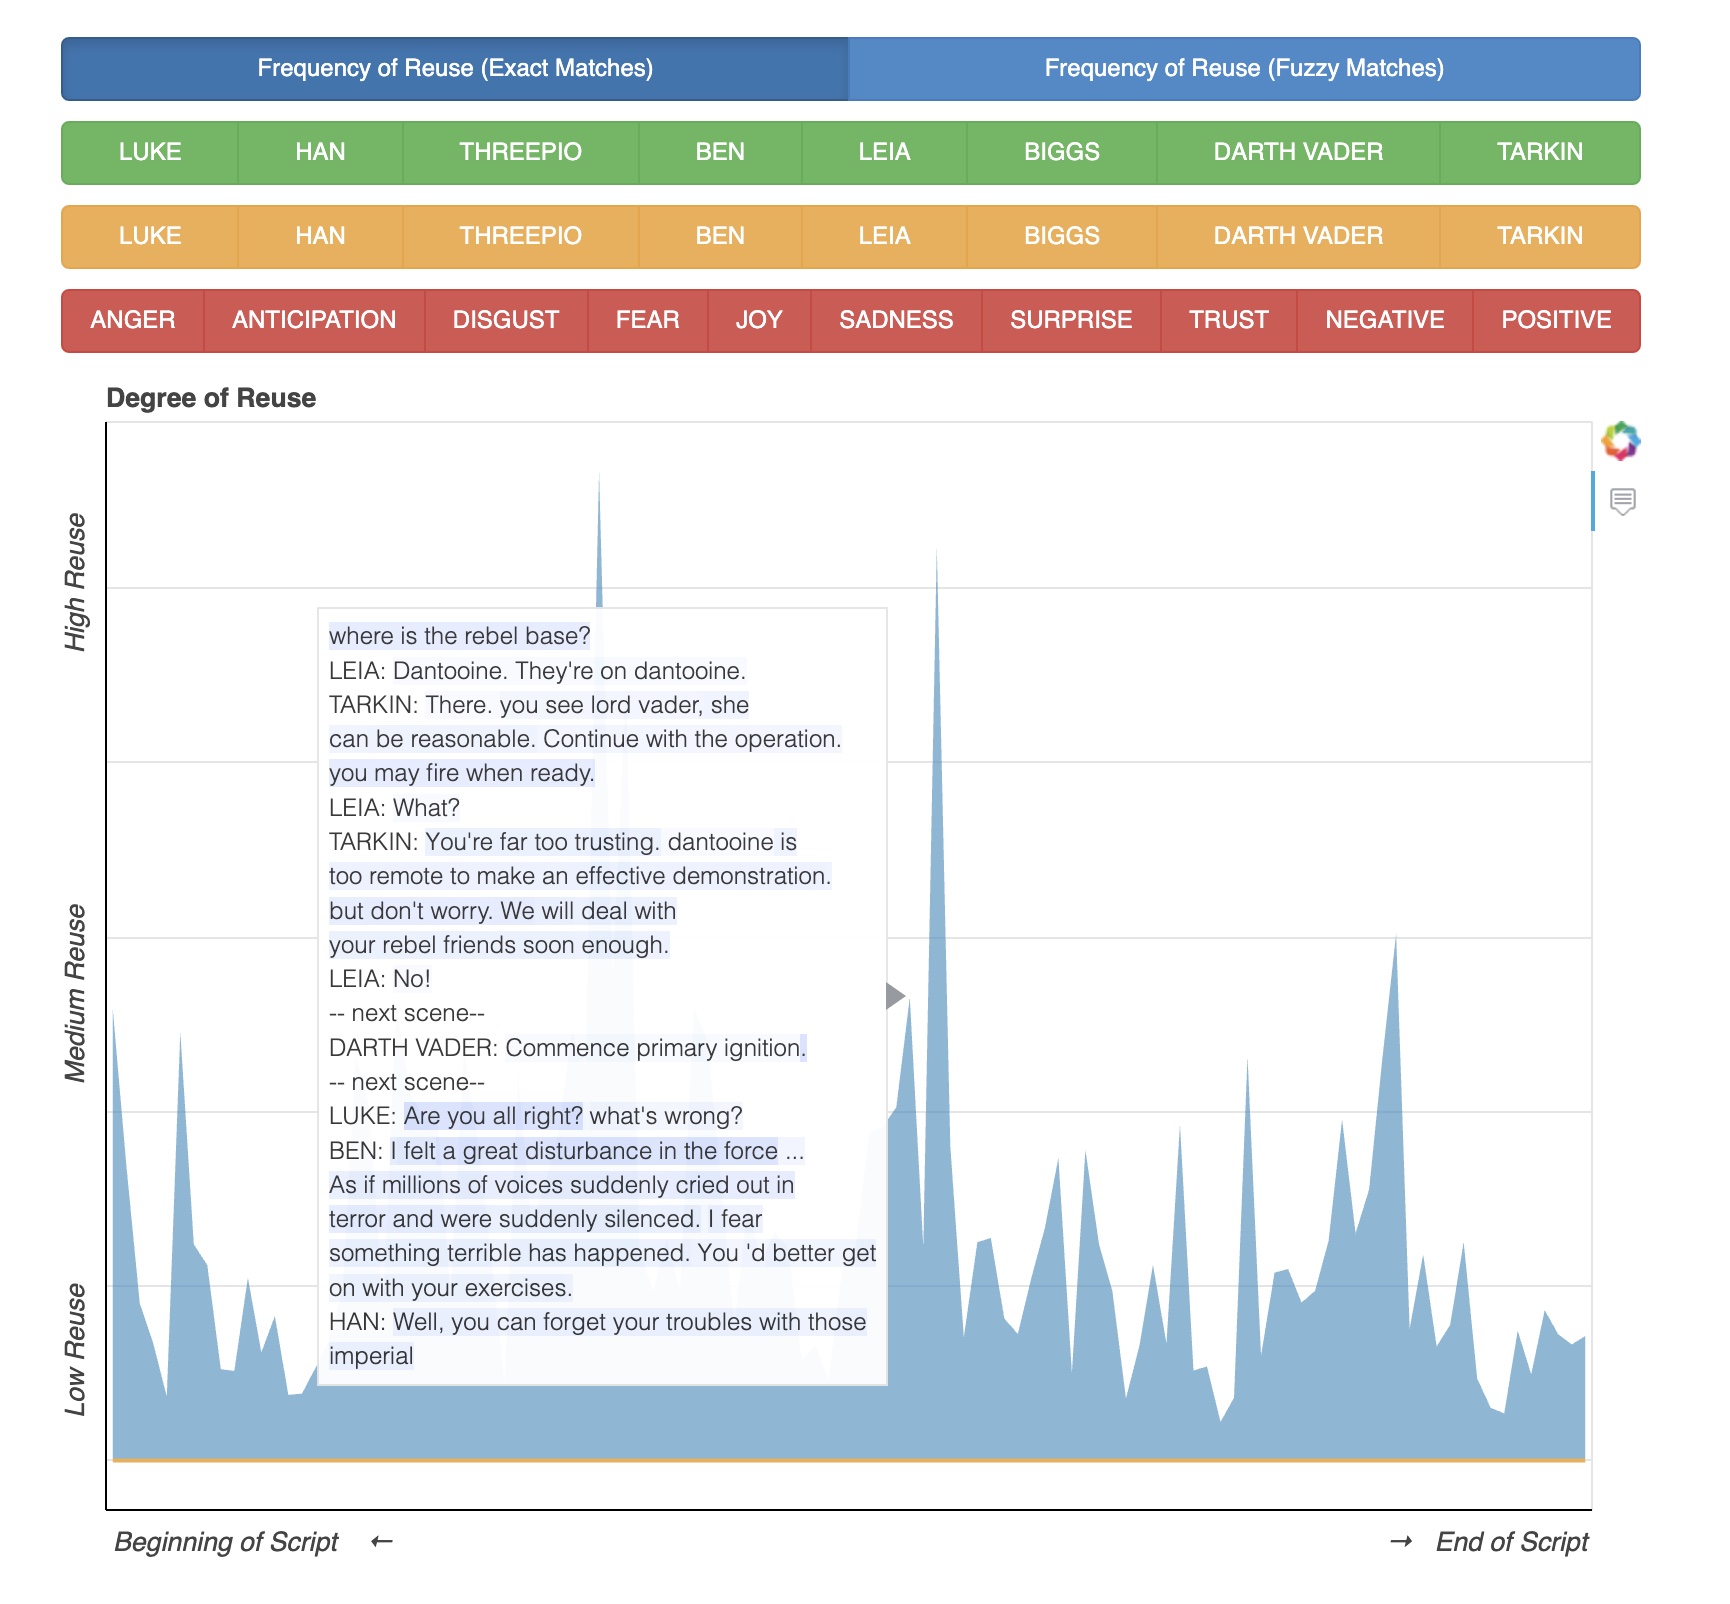 Frequency of Reuse (Exact Matches) Frequency of Reuse (Fuzzy Matches)
LUKE HAN THREEPIO BEN LEIA BIGGS DARTH VADER TARKIN
LUKE HAN THREEPIO BEN LEIA BIGGS DARTH VADER TARKIN
ANGER ANTICIPATION DISGUST FEAR JOY SADNESS SURPRISE TRUST NEGATIVE POSITIVE
Degree of Reuse
High Reuse
Medium Reuse
Low Reuse
where is the rebel base?
LEIA: Dantooine. They're on dantooine.
TARKIN: There. you see lord vader, she
can be reasonable. Continue with the operation.
you may fire when ready.
LEIA: What?
TARKIN: You're far too trusting. dantooine is
too remote to make an effective demonstration.
but don't worry. We will deal with
your rebel friends soon enough.
LEIA: No!
-- next scene--
DARTH VADER: Commence primary ignition.
-- next scene--
LUKE: Are you all right? what's wrong?
BEN: I felt a great disturbance in the force ...
As if millions of voices suddenly cried out in
terror and were suddenly silenced. I fear
something terrible has happened. You 'd better get
on with your exercises.
HAN: Well, you can forget your troubles with those
imperial
Beginning of Script ← → End of Script